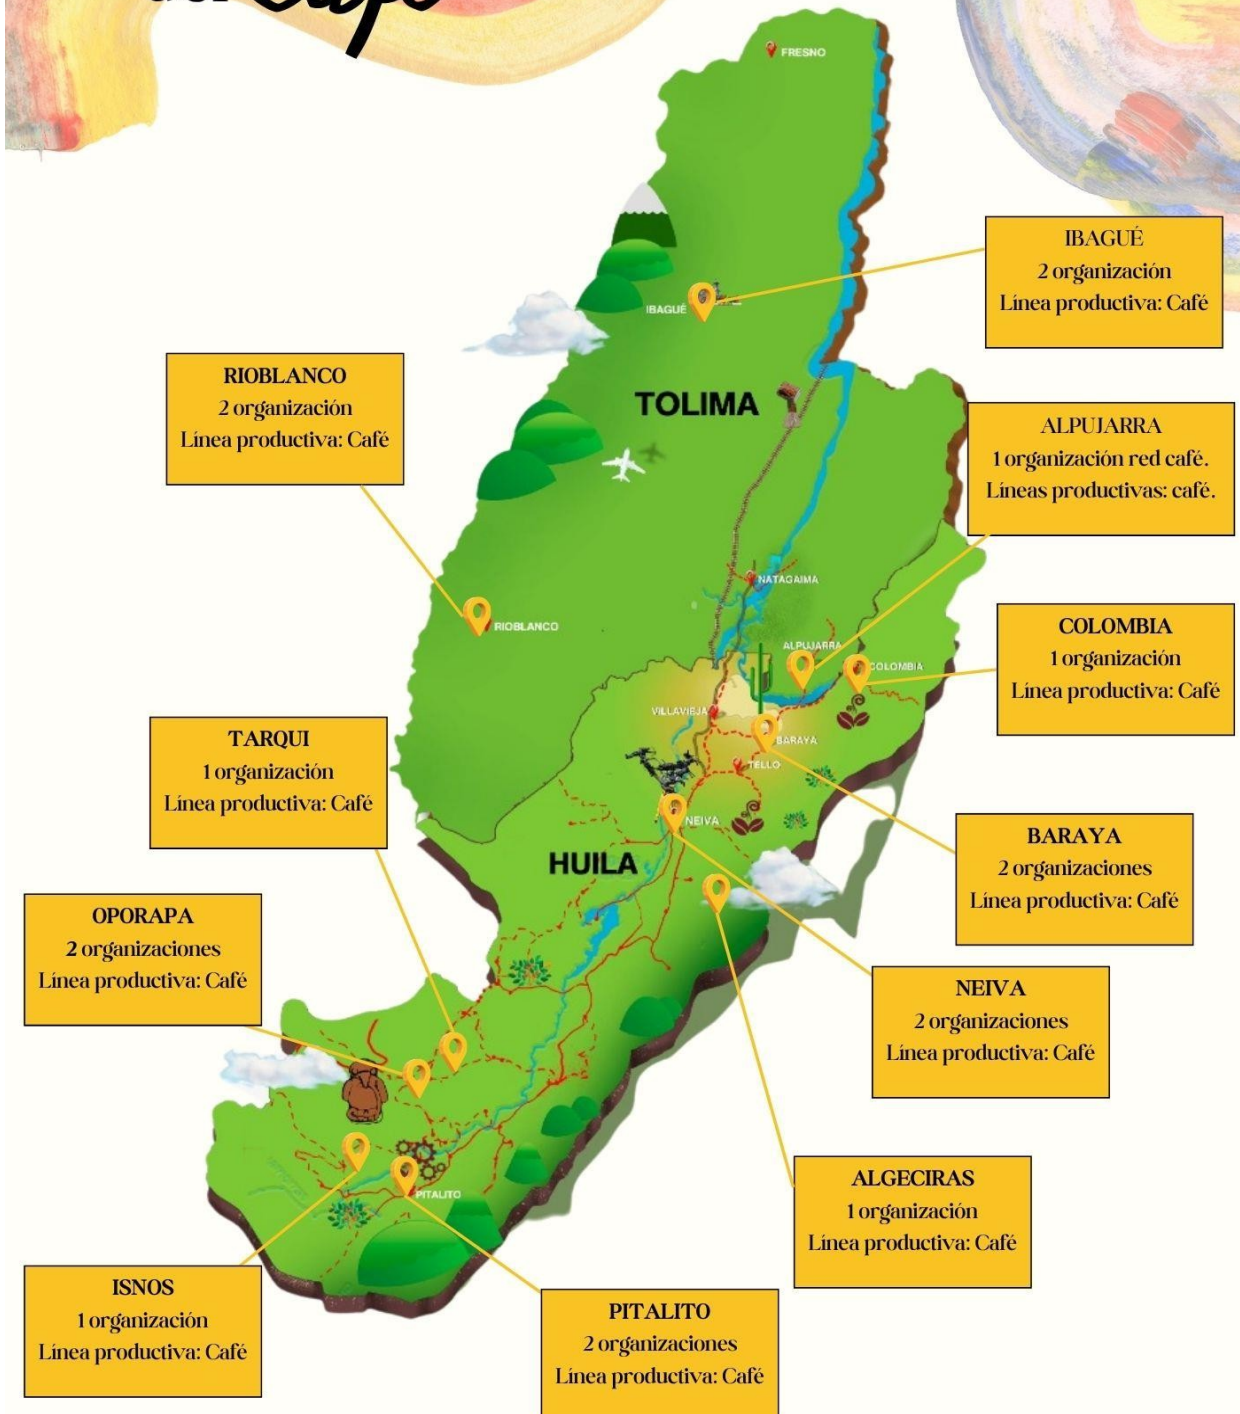 del Café
FRESNO
IBAGUÉ
2 organización
Línea productiva: Café
IBAGUÉ
RIOBLANCO
2 organización
Línea productiva: Café
TOLIMA
ALPUJARRA
1 organización red café.
Líneas productivas: café.
NATAGAIMA
RIOBLANCO
ALPUJARRA
COLOMBIA
COLOMBIA
1 organización
Línea productiva: Café
VILLAVIEJA
BARAYA
TELLO
TARQUI
1 organización
Línea productiva: Café
NEIVA
HUILA
BARAYA
2 organizaciones
Línea productiva: Café
OPORAPA
2 organizaciones
Línea productiva: Café
NEIVA
2 organizaciones
Línea productiva: Café
PITALITO
ALGECIRAS
1 organización
Línea productiva: Café
ISNOS
1 organización
Línea productiva: Café
PITALITO
2 organizaciones
Línea productiva: Café